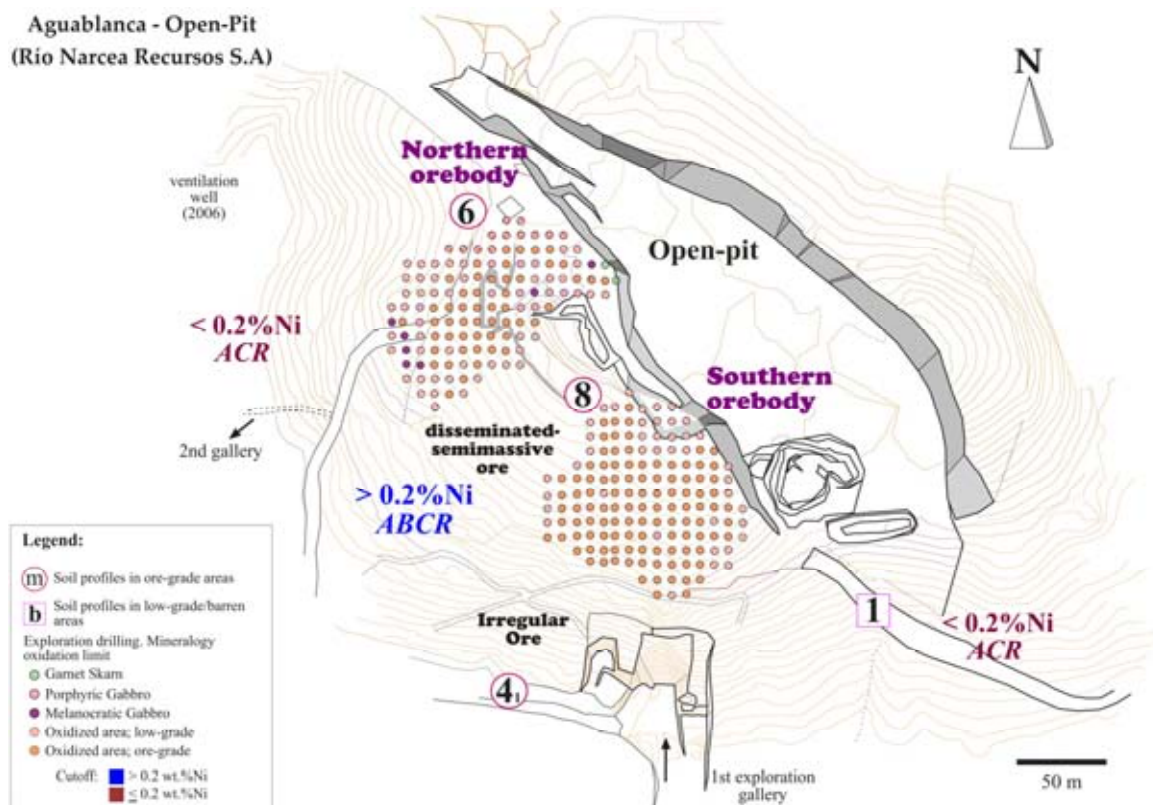 Aguablanca - Open-Pit
(Río Narcea Recursos S.A)
N
Northern
orebody
ventilation
well
(2006)
6
Open-pit
< 0.2%Ni
ACR
Southern
orebody
8
disseminated-
semimassive
ore
2nd gallery
> 0.2%Ni
ABCR
Legend:
m Soil profiles in ore-grade areas
b Soil profiles in low-grade/barren
areas
Exploration drilling. Mineralogy
oxidation limit
Garnet Skarn
Porphyric Gabbro
Melanocratic Gabbro
Oxidized area; low-grade
Oxidized area; ore-grade
Cutoff: > 0.2 wt.%Ni
≤ 0.2 wt.%Ni
Irregular
Ore
1
< 0.2%Ni
ACR
4₁
1st exploration
gallery
50 m